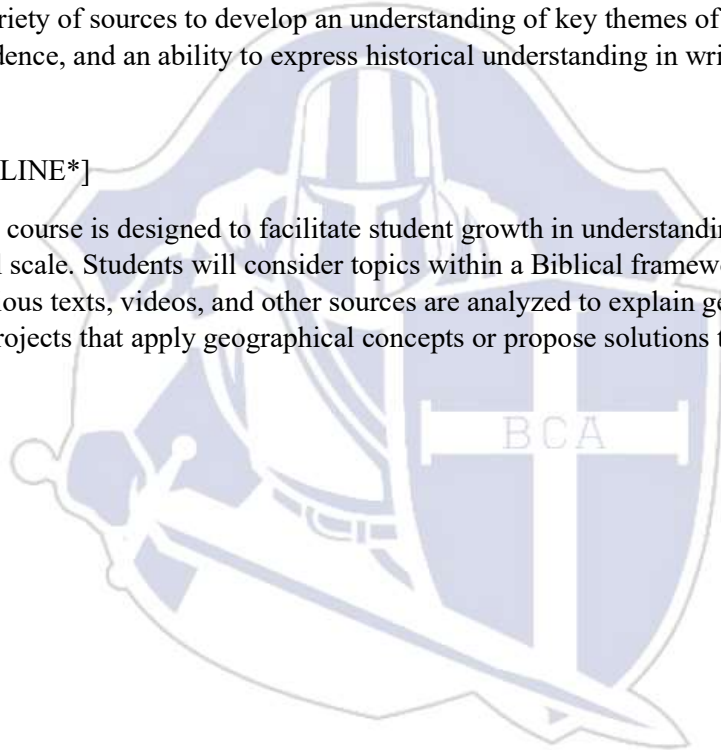 riety of sources to develop an understanding of key themes of
dence, and an ability to express historical understanding in wri
LINE*]
course is designed to facilitate student growth in understandin
l scale. Students will consider topics within a Biblical framew
ious texts, videos, and other sources are analyzed to explain ge
rojects that apply geographical concepts or propose solutions t
BCA